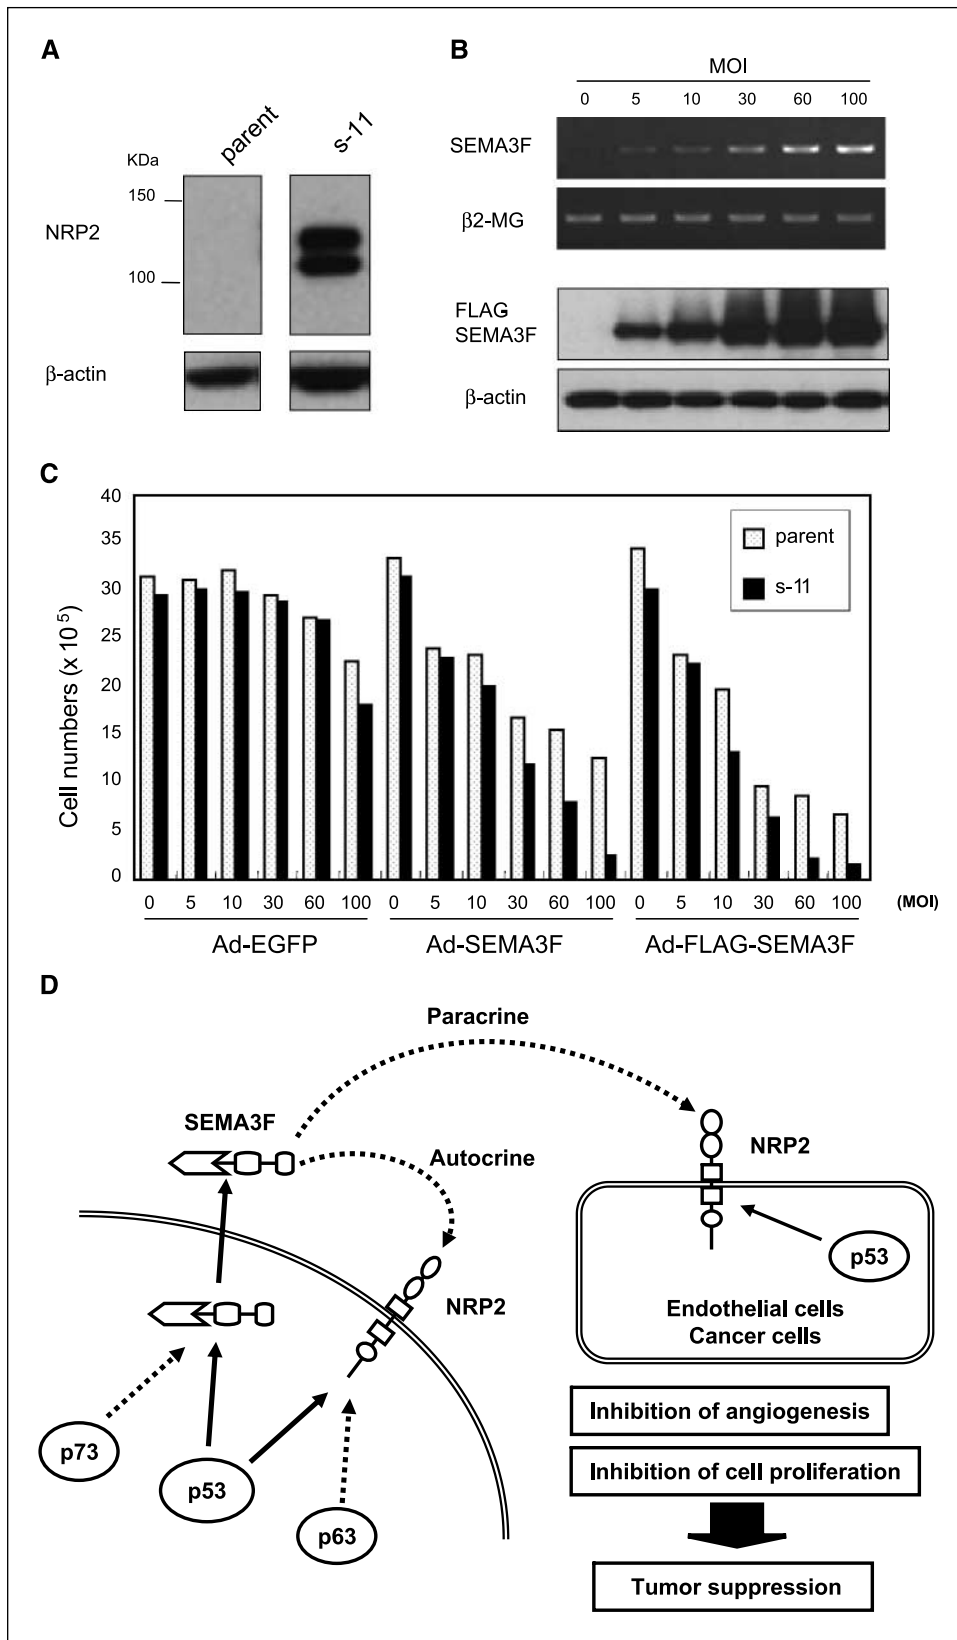 A
parent
s-11
KDa
150
NRP2
100
β-actin
B
MOI
0 5 10 30 60 100
SEMA3F
β2-MG
FLAG
SEMA3F
β-actin
C
40
35
30
25
20
15
10
5
0
Cell numbers (x 10 5)
parent
s-11
0 5 10 30 60 100 0 5 10 30 60 100 0 5 10 30 60 100 (MOI)
Ad-EGFP Ad-SEMA3F Ad-FLAG-SEMA3F
D
Paracrine
SEMA3F
Autocrine
NRP2
NRP2
p53
Endothelial cells
Cancer cells
p73
p53
p63
Inhibition of angiogenesis
Inhibition of cell proliferation
Tumor suppression